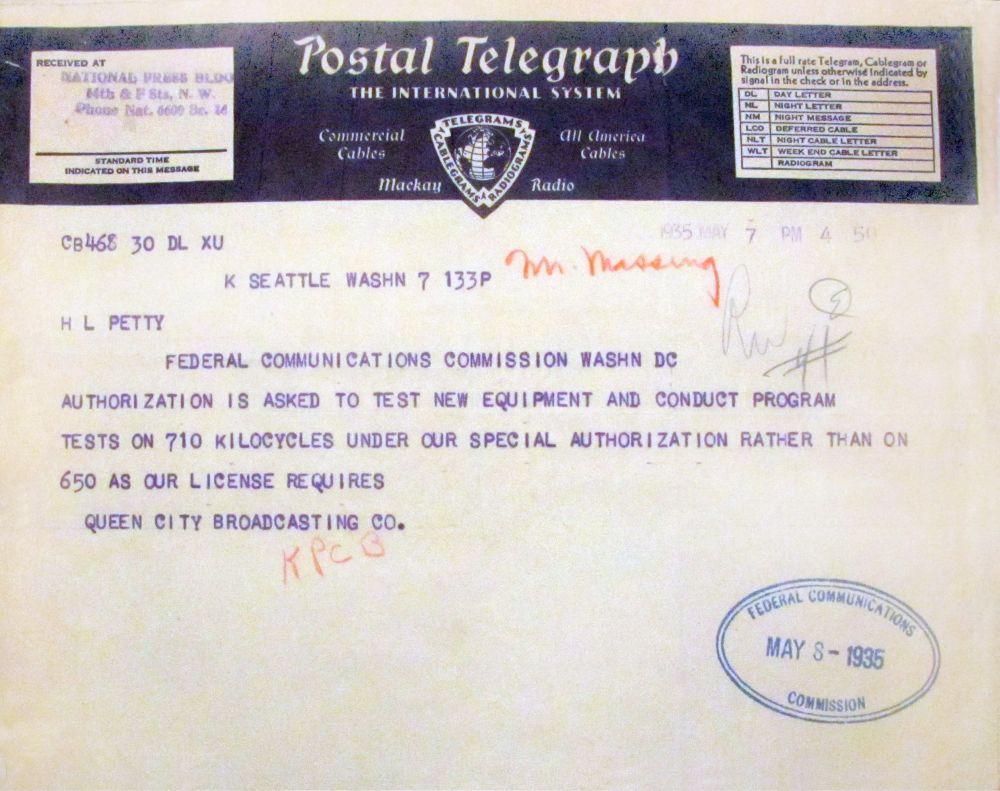 RECEIVED AT
NATIONAL PRESS BLDG
14th & F Sts, N. W.
Phone Nat. 6600 Br.
STANDARD TIME
INDICATED ON THIS MESSAGE
Postal Telegraph
THE INTERNATIONAL SYSTEM
Commercial Cables
All America Cables
TELEGRAMS
CABLEGRAMS
RADIOGRAMS
Mackay Radio
This is a full rate Telegram, Cablegram or
Radiogram unless otherwise indicated by
signal in the check or in the address.
DL DAY LETTER
NL NIGHT LETTER
NM NIGHT MESSAGE
LCO DEFERRED CABLE
NLT NIGHT CABLE LETTER
WLT WEEK END CABLE LETTER
RADIOGRAM
1935 MAY 7 PM 4 50
CB468 30 DL XU
K SEATTLE WASHN 7 133P
Mr. Massing
H L PETTY
FEDERAL COMMUNICATIONS COMMISSION WASHN DC
AUTHORIZATION IS ASKED TO TEST NEW EQUIPMENT AND CONDUCT PROGRAM
TESTS ON 710 KILOCYCLES UNDER OUR SPECIAL AUTHORIZATION RATHER THAN ON
650 AS OUR LICENSE REQUIRES
QUEEN CITY BROADCASTING CO.
KPCB
FEDERAL COMMUNICATIONS
MAY 8-1935
COMMISSION